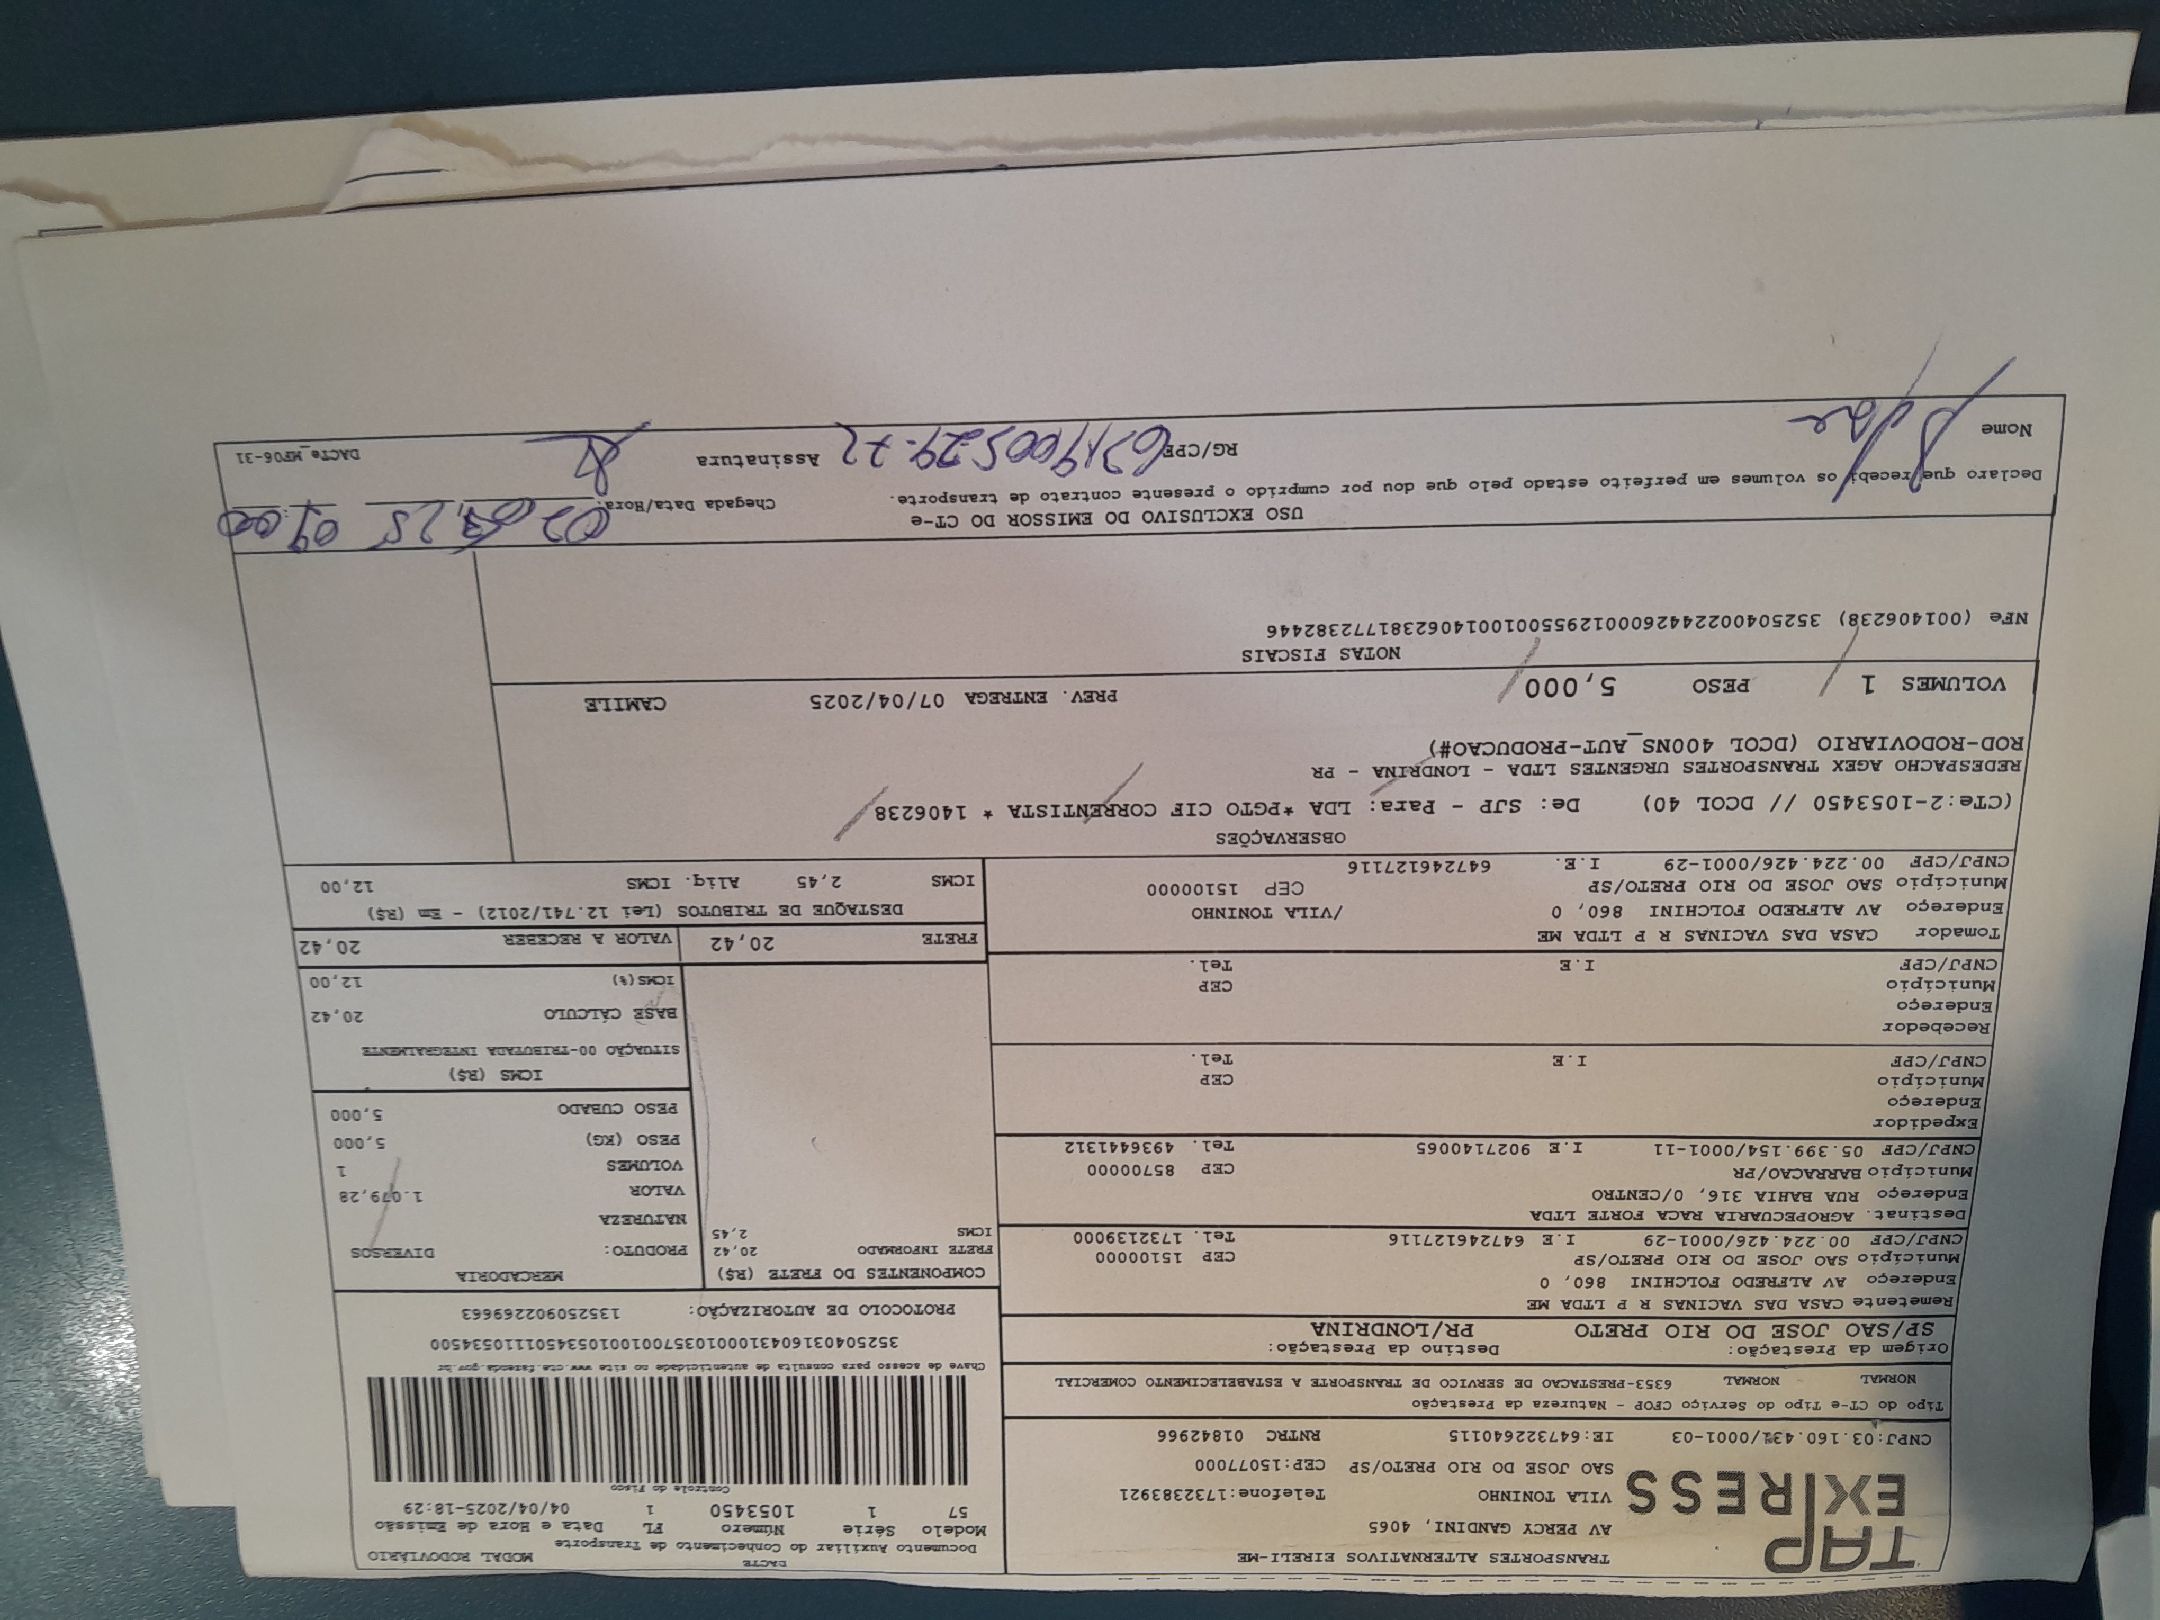 TAP
EXPRESS
TRANSPORTES ALTERNATIVOS EIRELI-ME
AV PERCY GANDINI, 4065
VILA TONINHO Telefone:1732383921
SAO JOSE DO RIO PRETO/SP CEP:15077000
CNPJ:03.160.431/0001-03 IE:647322640115 RNTRC 01842966
DACTE
Documento Auxiliar do Conhecimento de Transporte MODAL RODOVIÁRIO
Modelo Série Número FL Data e Hora de Emissão
57 1 1053450 1 04/04/2025-18:29
Controle do Fisco
Chave de acesso para consulta de autenticidade no site www.cte.fazenda.gov.br
PROTOCOLO DE AUTORIZAÇÃO: 135250902269663
Tipo do CT-e Tipo do Serviço CFOP - Natureza da Prestação
NORMAL NORMAL 6353-PRESTACAO DE SERVICO DE TRANSPORTE A ESTABELECIMENTO COMERCIAL
Origem da Prestação: Destino da Prestação:
SP/SAO JOSE DO RIO PRETO PR/LONDRINA
Remetente CASA DAS VACINAS R P LTDA ME
Endereço AV ALFREDO FOLCHINI 860, 0
Município SAO JOSE DO RIO PRETO/SP CEP 15100000
CNPJ/CPF 00.224.426/0001-29 I.E 647246127116 Tel. 1732139000
Destinat. AGROPECUARIA RACA FORTE LTDA
Endereço RUA BAHIA 316, 0/CENTRO
Município BARRACAO/PR CEP 85700000
CNPJ/CPF 05.399.154/0001-11 I.E 9027140065 Tel. 4936441312
Expedidor
Endereço
Município CEP
CNPJ/CPF I.E Tel.
Recebedor
Endereço
Município CEP
CNPJ/CPF I.E Tel.
Tomador CASA DAS VACINAS R P LTDA ME
Endereço AV ALFREDO FOLCHINI 860, 0 /VILA TONINHO
Município SAO JOSE DO RIO PRETO/SP CEP 15100000
CNPJ/CPF 00.224.426/0001-29 I.E. 647246127116
COMPONENTES DO FRETE (R$)
FRETE INFORMADO 20,42
ICMS 2,45
MERCADORIA
PRODUTO: DIVERSOS
NATUREZA
VALOR 1.079,28
VOLUMES 1
PESO (KG) 5,000
PESO CUBADO 5,000
ICMS (R$)
SITUAÇÃO 00-TRIBUTADA INTEGRALMENTE
BASE CÁLCULO 20,42
ICMS(%) 12,00
FRETE 20,42 VALOR A RECEBER 20,42
DESTAQUE DE TRIBUTOS (Lei 12.741/2012) - Em (R$)
ICMS 2,45 Aliq. ICMS 12,00
OBSERVAÇÕES
(CTe:2-1053450 // DCOL 40) De: SJP - Para: LDA *PGTO CIF CORRENTISTA * 1406238
REDESPACHO AGEX TRANSPORTES URGENTES LTDA - LONDRINA - PR
ROD-RODOVIARIO (DCOL 400NS_AUT-PRODUCAO#)
VOLUMES 1 PESO 5,000 PREV. ENTREGA 07/04/2025 CAMILE
NOTAS FISCAIS
NFe (001406238) 35250400224426000129550010014062381772382446
USO EXCLUSIVO DO EMISSOR DO CT-e
Declaro que recebi os volumes em perfeito estado pelo que dou por cumprido o presente contrato de transporte. Chegada Data/Hora:
Nome RG/CPF Assinatura
DACTe_MF06-31